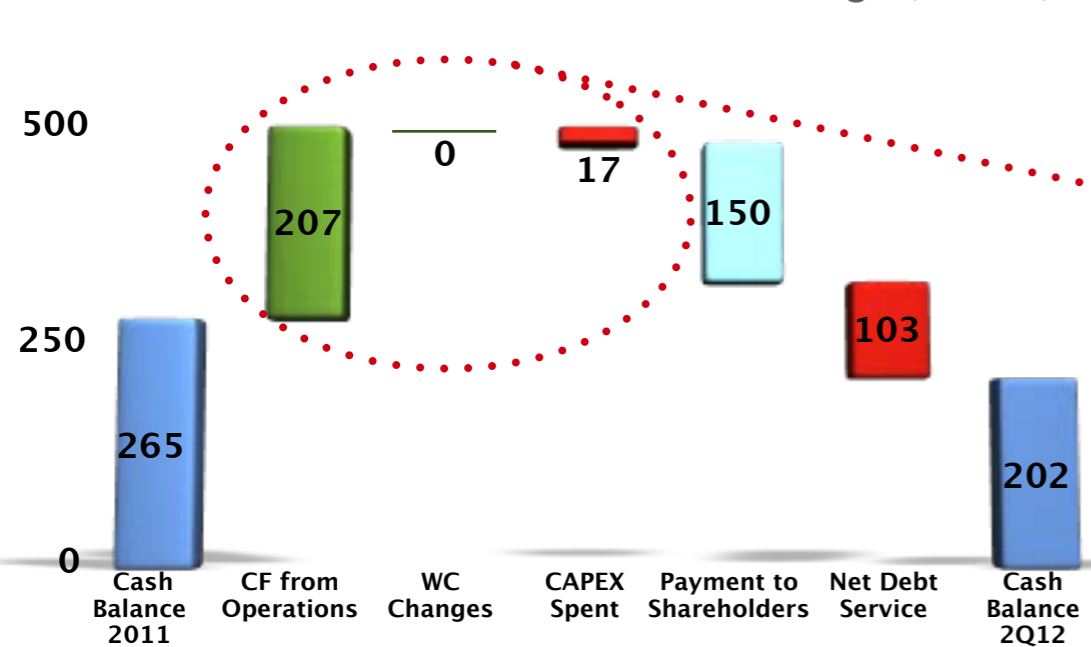 500
0
17
207
150
250
103
265
202
0
Cash
Balance
2011
CF from
Operations
WC
Changes
CAPEX
Spent
Payment to
Shareholders
Net Debt
Service
Cash
Balance
2Q12